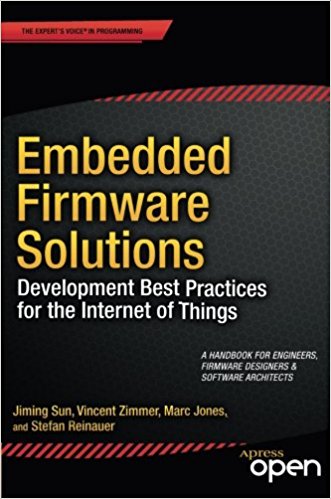 THE EXPERT'S VOICE® IN PROGRAMMING
Embedded
Firmware
Solutions
Development Best Practices
for the Internet of Things
A HANDBOOK FOR ENGINEERS,
FIRMWARE DESIGNERS &
SOFTWARE ARCHITECTS
Jiming Sun, Vincent Zimmer, Marc Jones,
and Stefan Reinauer
Apress
open